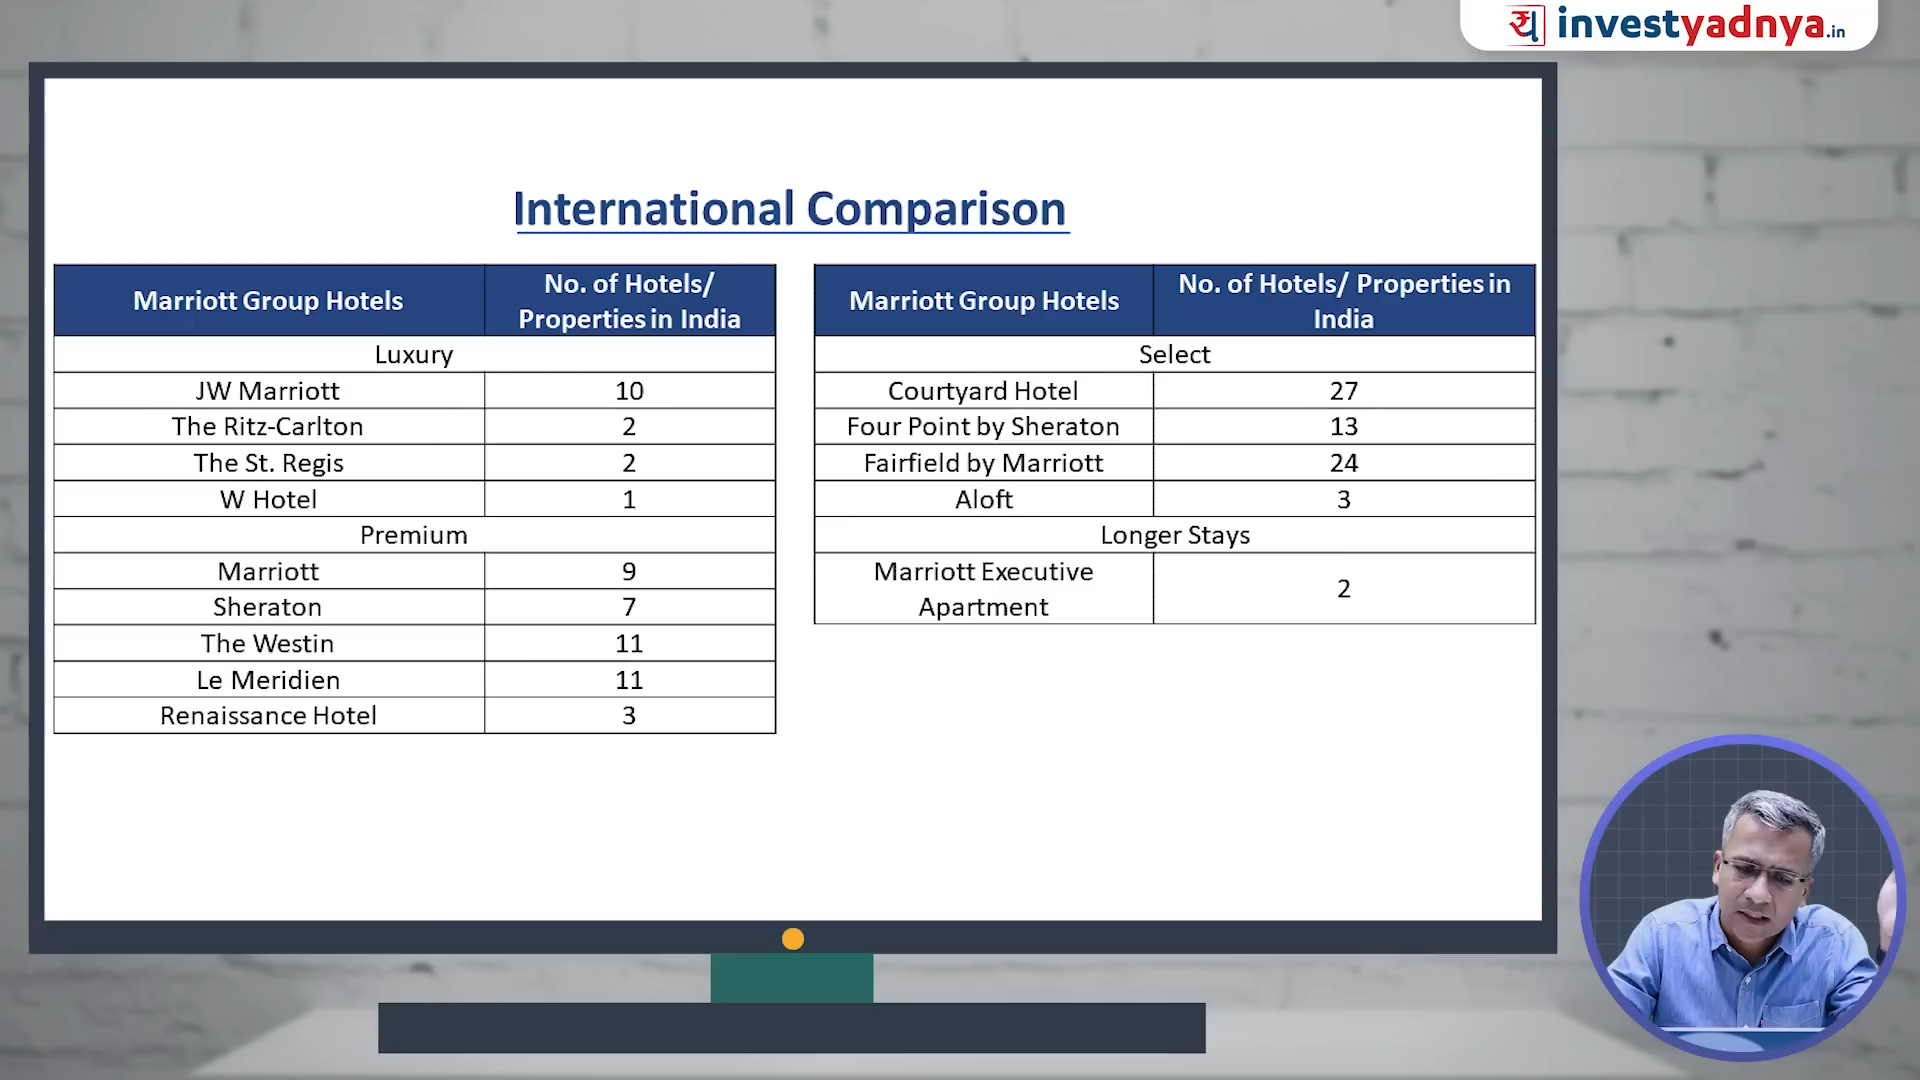 य investyadnya.in
International Comparison
Marriott Group Hotels
No. of Hotels/
Properties in India
Luxury
JW Marriott 10
The Ritz-Carlton 2
The St. Regis 2
W Hotel 1
Premium
Marriott 9
Sheraton 7
The Westin 11
Le Meridien 11
Renaissance Hotel 3
Marriott Group Hotels
No. of Hotels/ Properties in
India
Select
Courtyard Hotel 27
Four Point by Sheraton 13
Fairfield by Marriott 24
Aloft 3
Longer Stays
Marriott Executive
Apartment 2